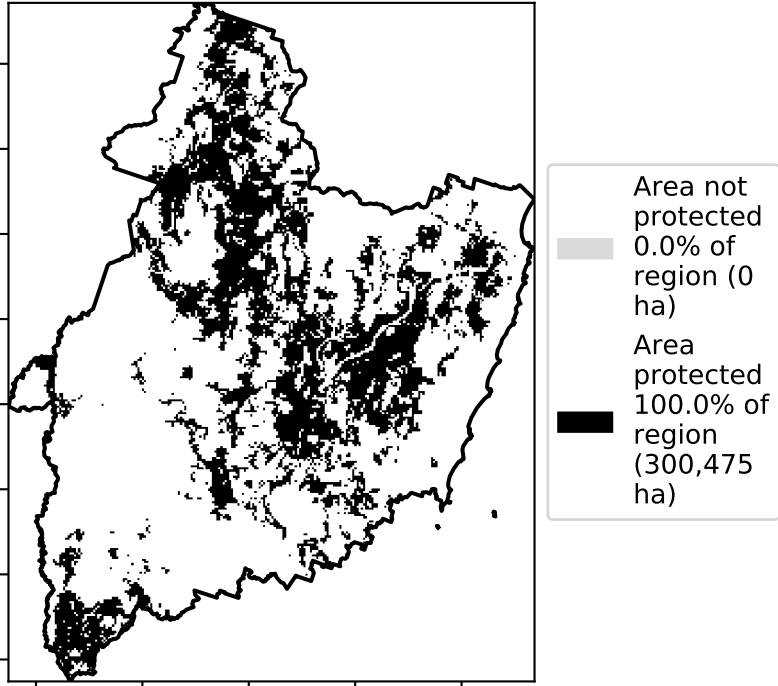 Area not
protected
0.0% of
region (0
ha)
Area
protected
100.0% of
region
(300,475
ha)